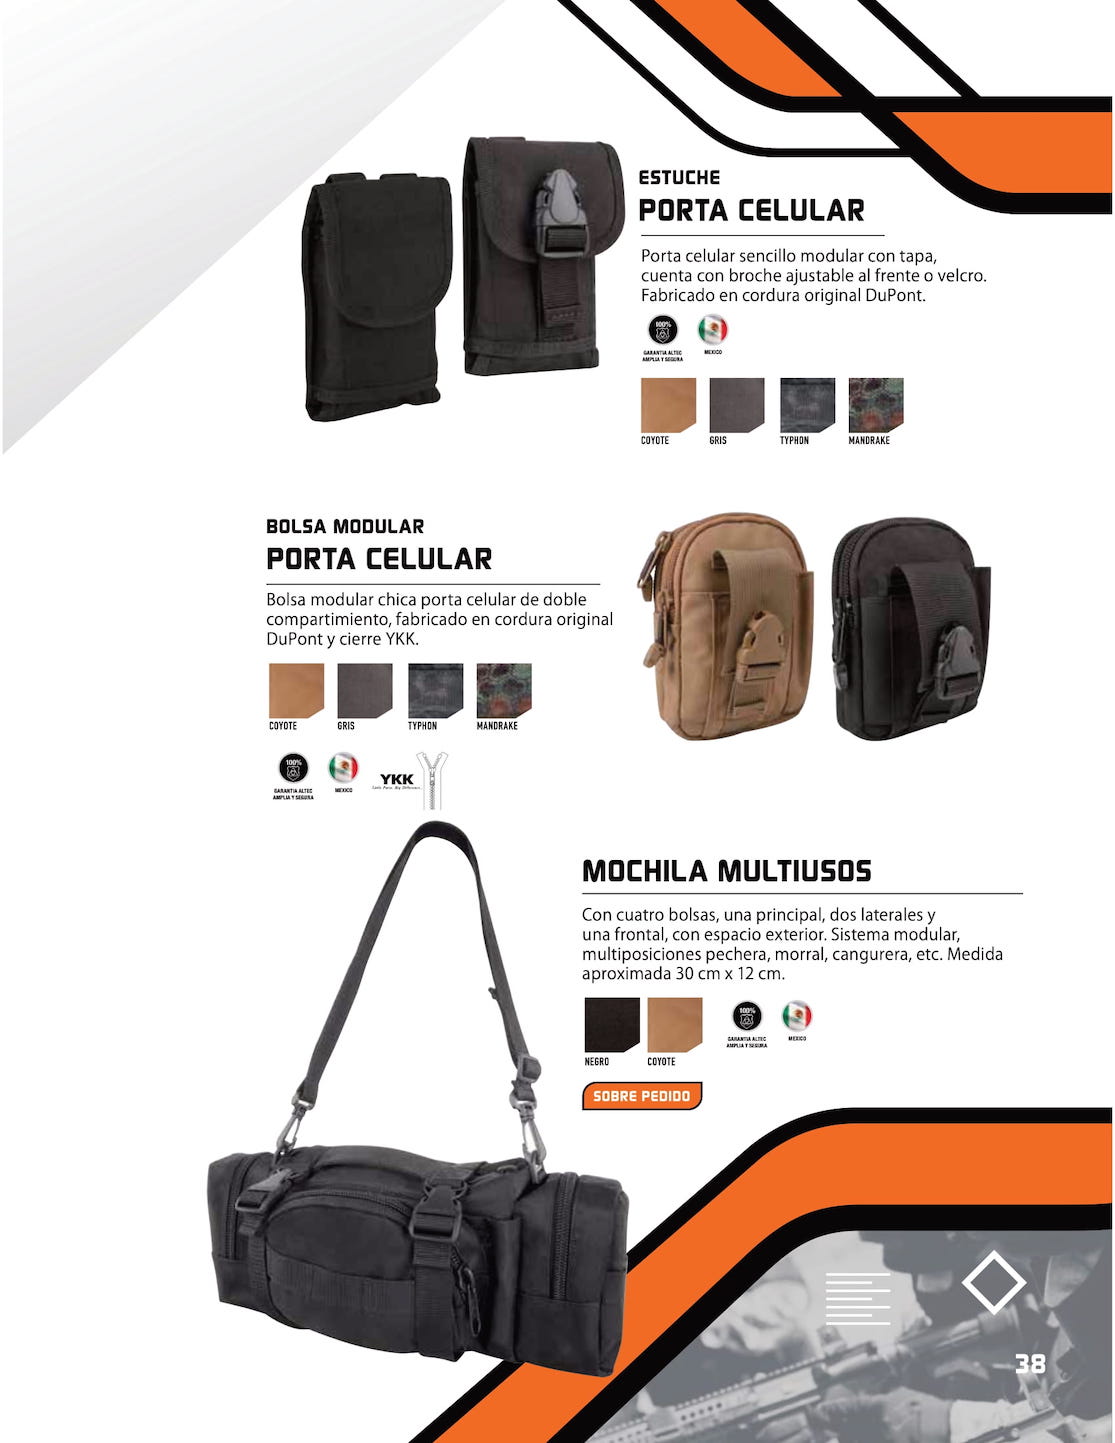 ESTUCHE
PORTA CELULAR
Porta celular sencillo modular con tapa,
cuenta con broche ajustable al frente o velcro.
Fabricado en cordura original DuPont.
100%
GARANTIA ALTEC
AMPLIA Y SEGURA
MEXICO
COYOTE
GRIS
TYPHON
MANDRAKE
BOLSA MODULAR
PORTA CELULAR
Bolsa modular chica porta celular de doble
compartimiento, fabricado en cordura original
DuPont y cierre YKK.
COYOTE
GRIS
TYPHON
MANDRAKE
100%
GARANTIA ALTEC
AMPLIA Y SEGURA
MEXICO
YKK
Little Parts. Big Difference.
MOCHILA MULTIUSOS
Con cuatro bolsas, una principal, dos laterales y
una frontal, con espacio exterior. Sistema modular,
multiposiciones pechera, morral, cangurera, etc. Medida
aproximada 30 cm x 12 cm.
NEGRO
COYOTE
100%
GARANTIA ALTEC
AMPLIA Y SEGURA
MEXICO
SOBRE PEDIDO
38